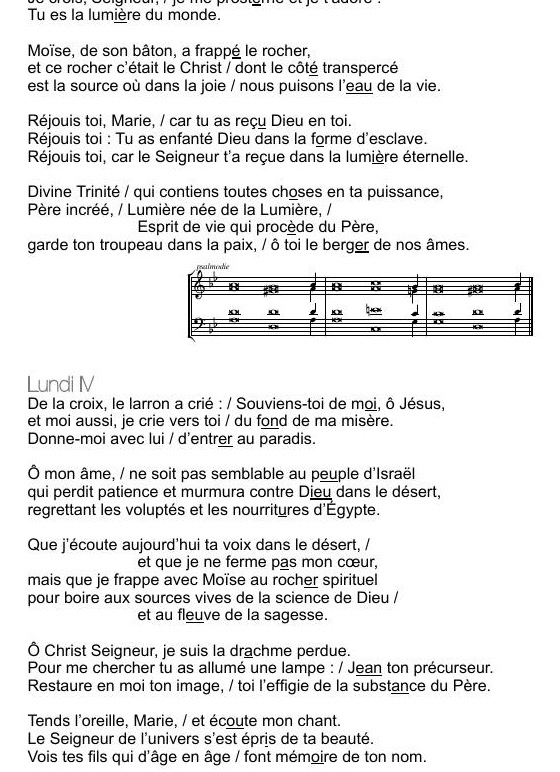 Je crois, Seigneur, / je me prosterne et je t'adore :
Tu es la lumière du monde.
Moïse, de son bâton, a frappé le rocher,
et ce rocher c'était le Christ / dont le côté transpercé
est la source où dans la joie / nous puisons l'eau de la vie.
Réjouis toi, Marie, / car tu as reçu Dieu en toi.
Réjouis toi : Tu as enfanté Dieu dans la forme d'esclave.
Réjouis toi, car le Seigneur t'a reçue dans la lumière éternelle.
Divine Trinité / qui contiens toutes choses en ta puissance,
Père incréé, / Lumière née de la Lumière, /
Esprit de vie qui procède du Père,
garde ton troupeau dans la paix, / ô toi le berger de nos âmes.
psalmodie
Lundi IV
De la croix, le larron a crié : / Souviens-toi de moi, ô Jésus,
et moi aussi, je crie vers toi / du fond de ma misère.
Donne-moi avec lui / d'entrer au paradis.
Ô mon âme, / ne soit pas semblable au peuple d'Israël
qui perdit patience et murmura contre Dieu dans le désert,
regrettant les voluptés et les nourritures d'Égypte.
Que j'écoute aujourd'hui ta voix dans le désert, /
et que je ne ferme pas mon cœur,
mais que je frappe avec Moïse au rocher spirituel
pour boire aux sources vives de la science de Dieu /
et au fleuve de la sagesse.
Ô Christ Seigneur, je suis la drachme perdue.
Pour me chercher tu as allumé une lampe : / Jean ton précurseur.
Restaure en moi ton image, / toi l'effigie de la substance du Père.
Tends l'oreille, Marie, / et écoute mon chant.
Le Seigneur de l'univers s'est épris de ta beauté.
Vois tes fils qui d'âge en âge / font mémoire de ton nom.